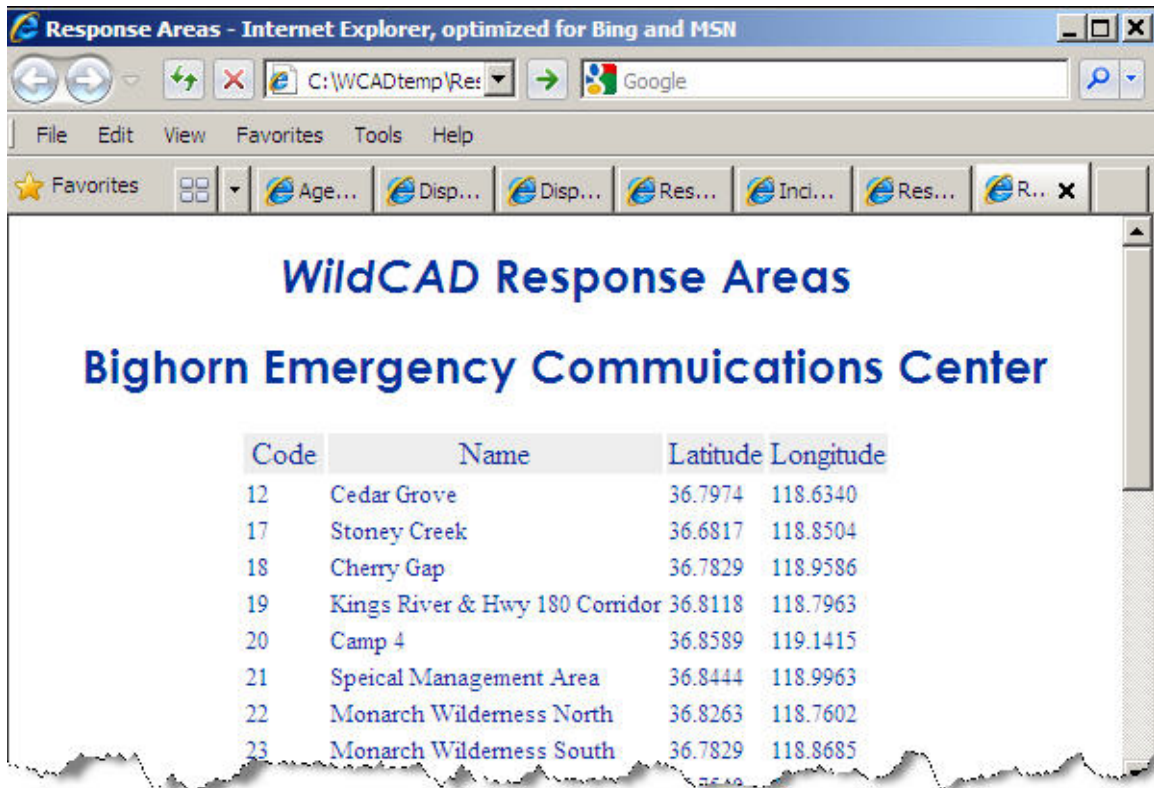 Response Areas - Internet Explorer, optimized for Bing and MSN
C:\WCADtemp\Res
Google
File Edit View Favorites Tools Help
Favorites Age... Disp... Disp... Res... Inci... Res... R...
WildCAD Response Areas
Bighorn Emergency Commuications Center
Code Name Latitude Longitude
12 Cedar Grove 36.7974 118.6340
17 Stoney Creek 36.6817 118.8504
18 Cherry Gap 36.7829 118.9586
19 Kings River & Hwy 180 Corridor 36.8118 118.7963
20 Camp 4 36.8589 119.1415
21 Speical Management Area 36.8444 118.9963
22 Monarch Wilderness North 36.8263 118.7602
23 Monarch Wilderness South 36.7829 118.8685